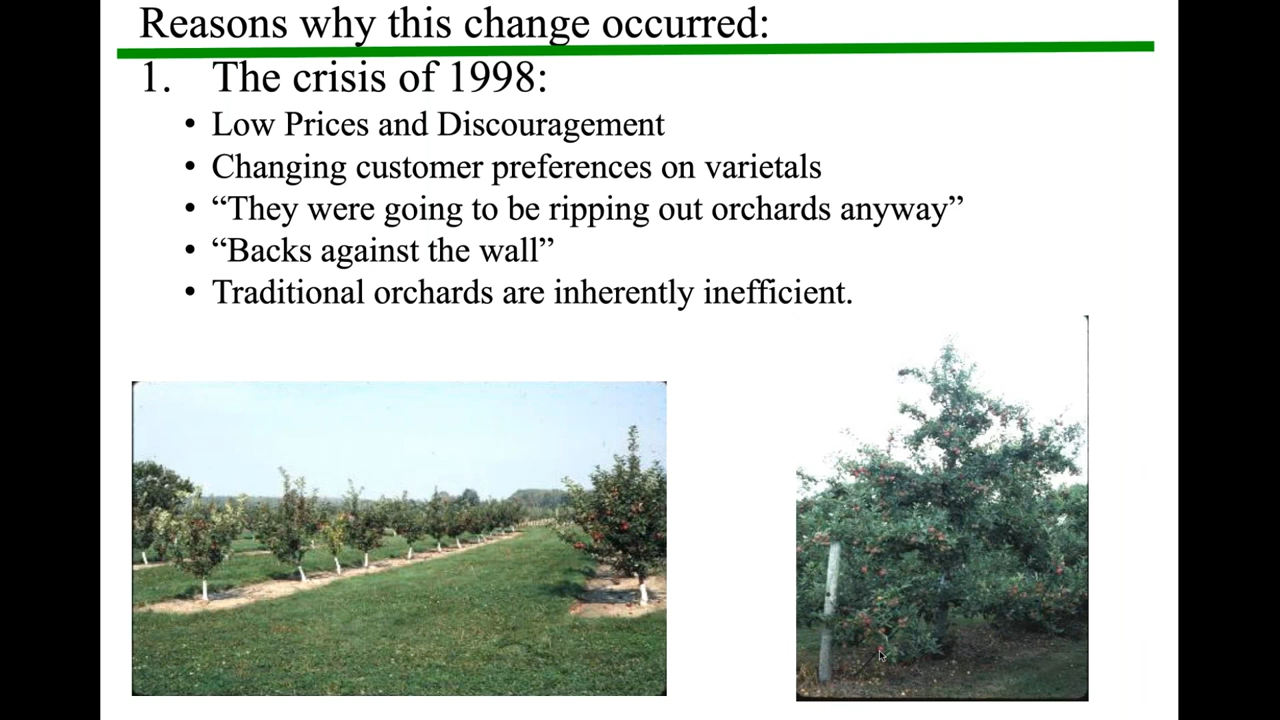 Reasons why this change occurred:
1. The crisis of 1998:
• Low Prices and Discouragement
• Changing customer preferences on varietals
• “They were going to be ripping out orchards anyway”
• “Backs against the wall”
• Traditional orchards are inherently inefficient.